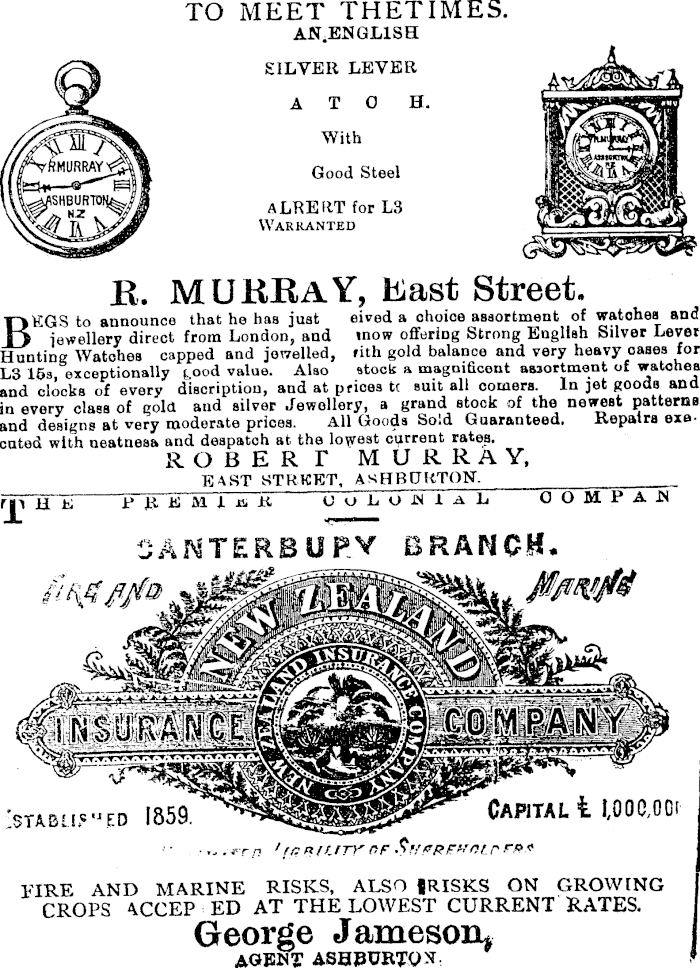 TO MEET THETIMES.
AN ENGLISH
SILVER LEVER
A T C H.
With
Good Steel
ALRERT for L3
WARRANTED
R. MURRAY
ASHBURTON
N.Z
R. MURRAY
ASHBURTON
N.Z
R. MURRAY, East Street.
BEGS to announce that he has just eived a choice assortment of watches and
jewellery direct from London, and now offering Strong English Silver Lever
Hunting Watches capped and jewelled, ith gold balance and very heavy cases for
L3 15s, exceptionally good value. Also stock a magnificent assortment of watches
and clocks of every discription, and at prices to suit all comers. In jet goods and
in every class of gold and silver Jewellery, a grand stock of the newest patterns
and designs at very moderate prices. All Goods Sold Guaranteed. Repairs exe-
cuted with neatness and despatch at the lowest current rates.
ROBERT MURRAY,
EAST STREET, ASHBURTON.
THE PREMIER COLONIAL COMPAN
CANTERBURY BRANCH.
FIRE AND MARINE
NEW ZEALAND
INSURANCE COMPANY
NEW ZEALAND INSURANCE COMPANY
ESTABLISHED 1859. CAPITAL £ 1,000,000
LIABILITY OF SHAREHOLDERS
FIRE AND MARINE RISKS, ALSO RISKS ON GROWING
CROPS ACCEP ED AT THE LOWEST CURRENT RATES.
George Jameson,
AGENT ASHBURTON.